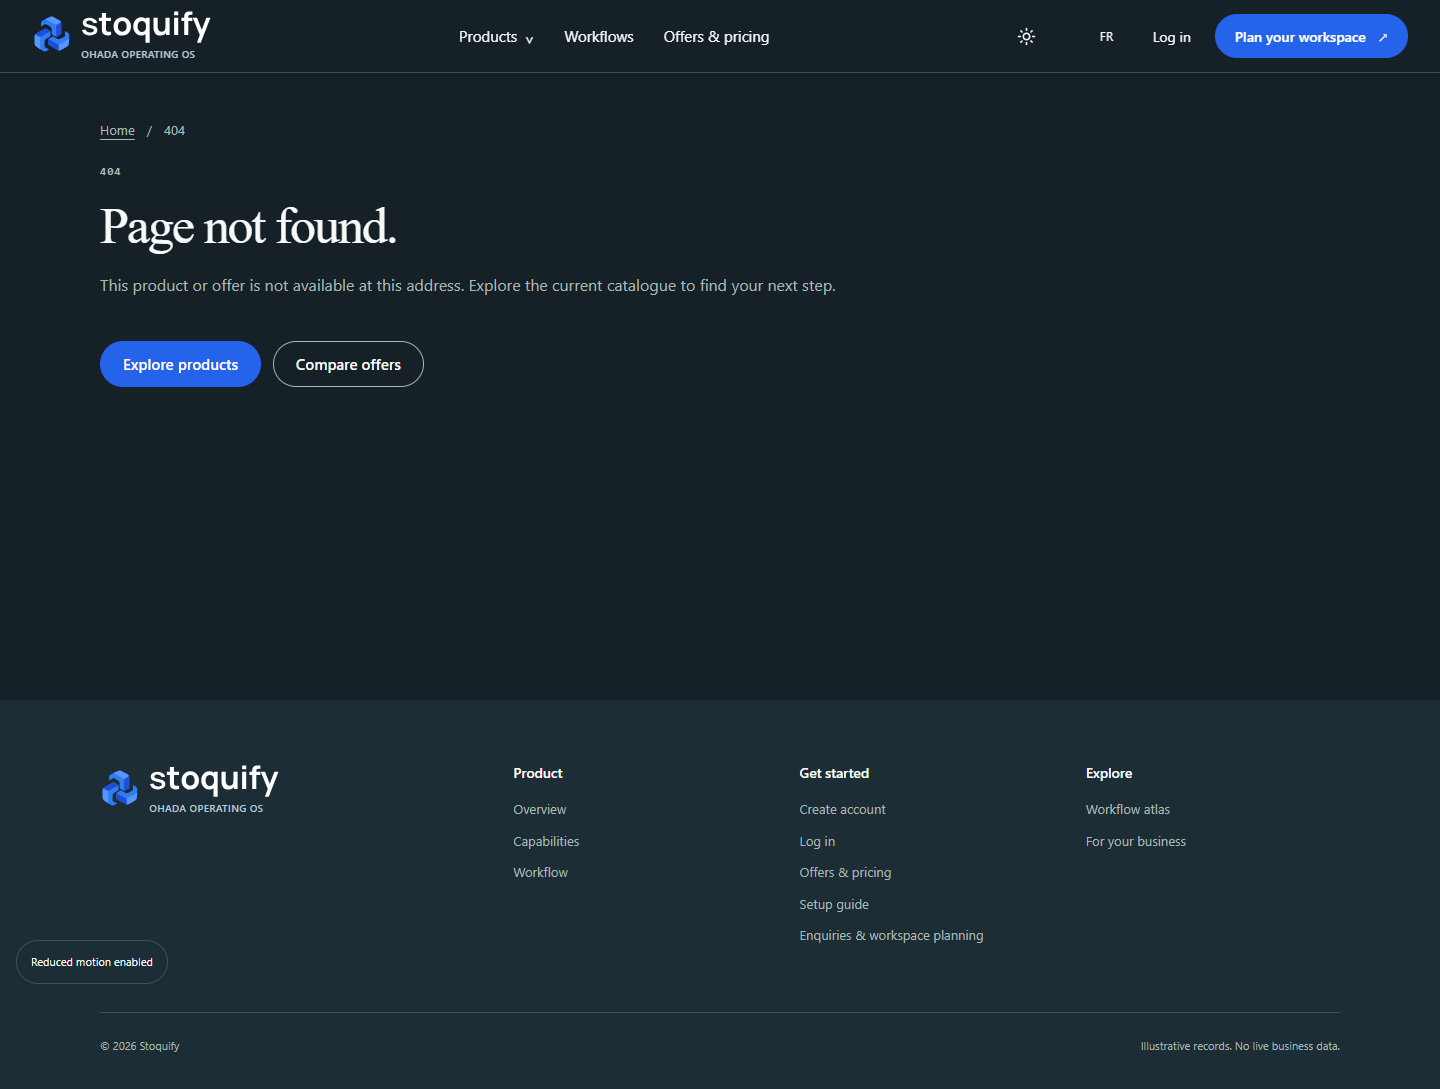 stoquify
OHADA OPERATING OS
Products
Workflows
Offers & pricing
FR
Log in
Plan your workspace ↗
Home / 404
404
Page not found.
This product or offer is not available at this address. Explore the current catalogue to find your next step.
Explore products
Compare offers
stoquify
OHADA OPERATING OS
Product
Overview
Capabilities
Workflow
Get started
Create account
Log in
Offers & pricing
Setup guide
Enquiries & workspace planning
Explore
Workflow atlas
For your business
Reduced motion enabled
© 2026 Stoquify
Illustrative records. No live business data.